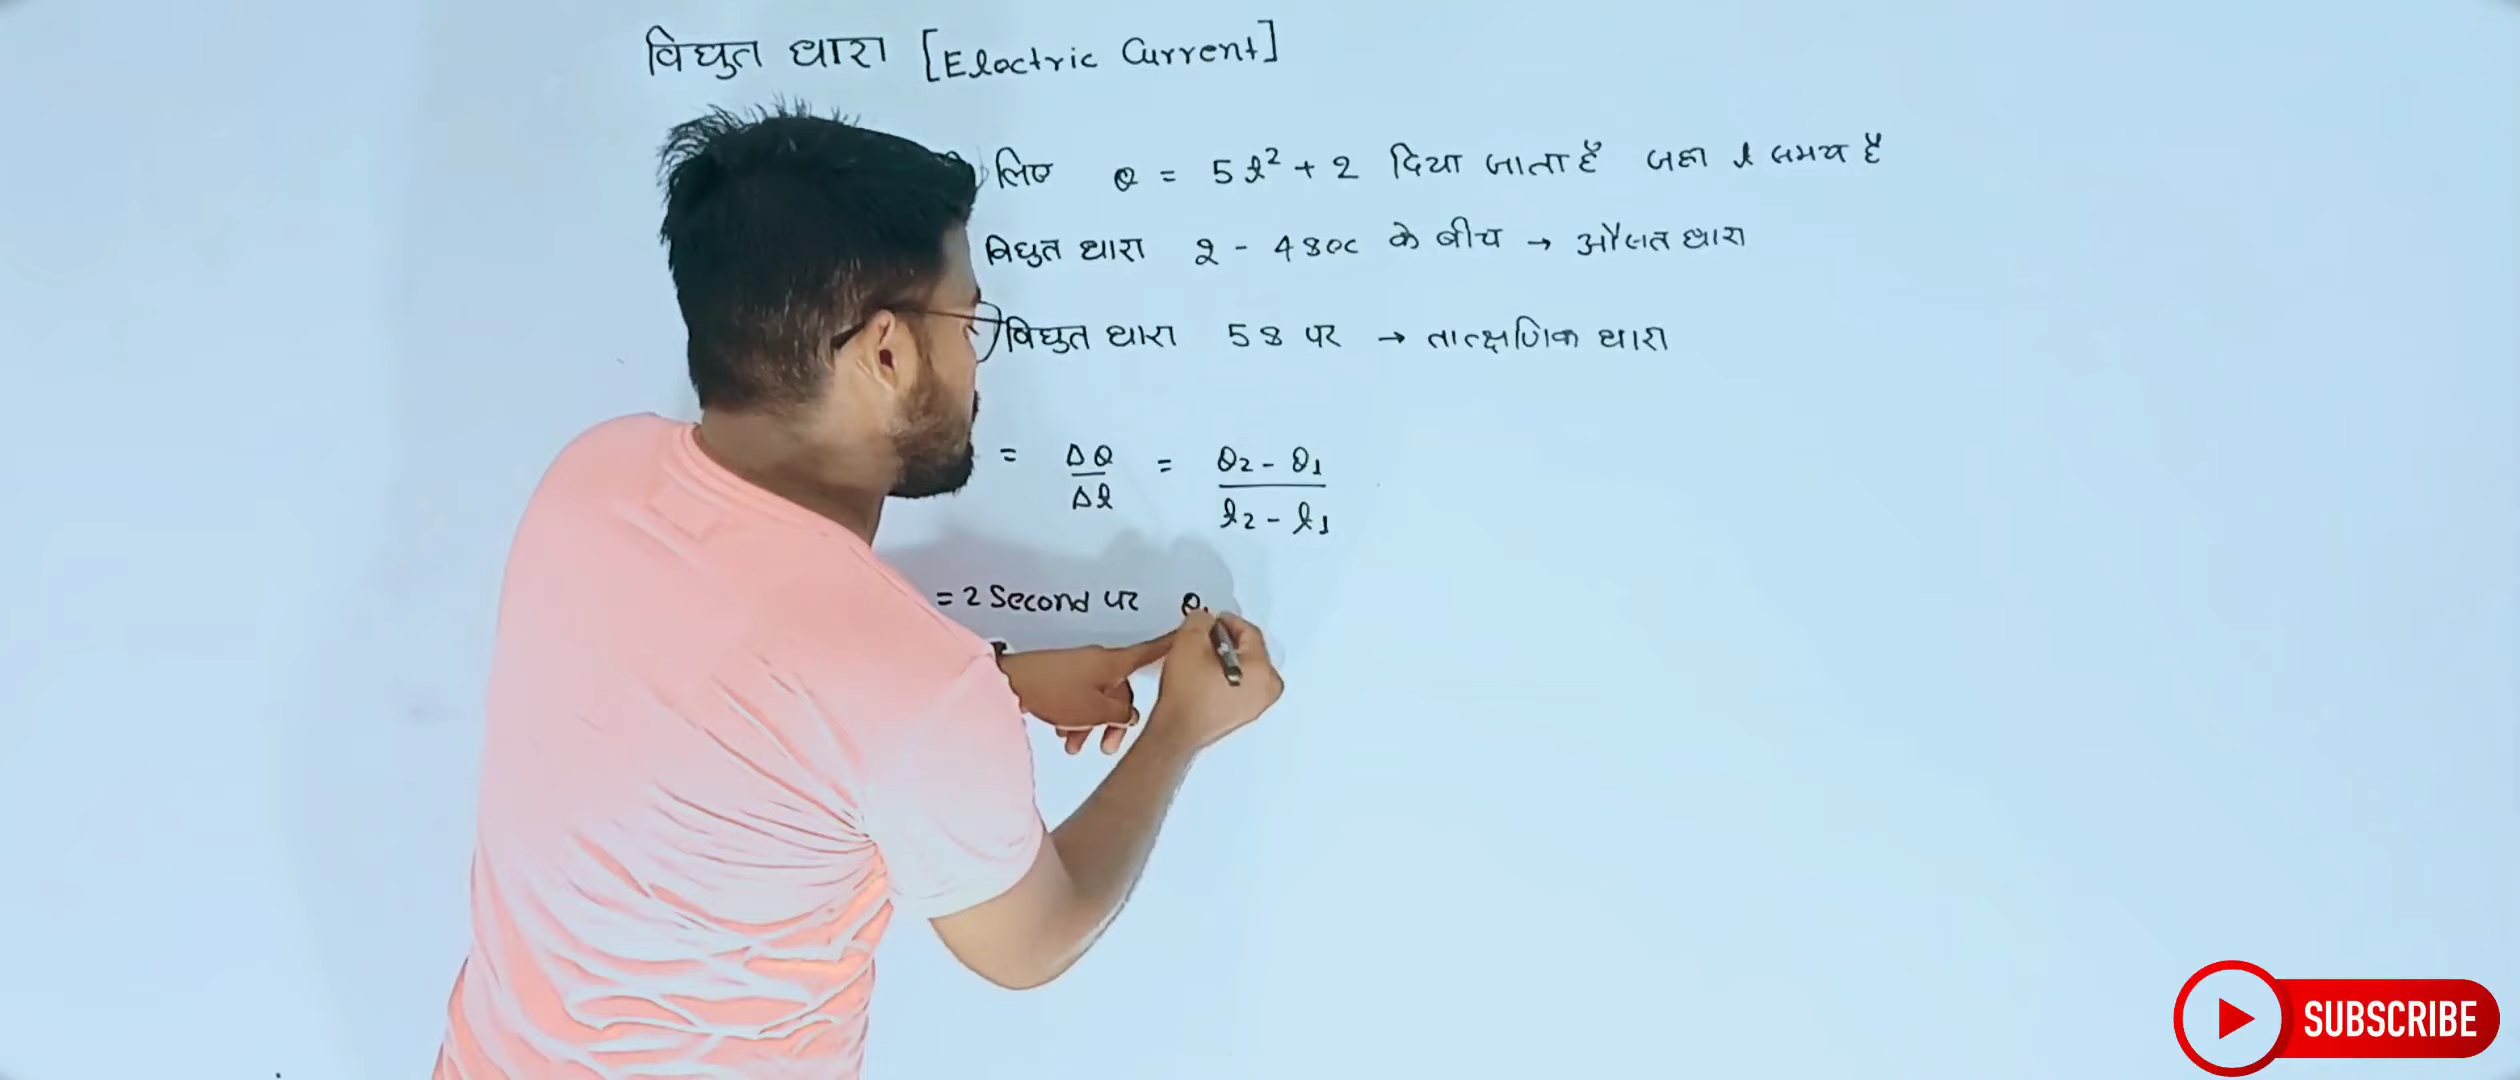 विधुत धारा [Electric Current]
लिए Q = 5t² + 2 दिया जाता हैं जहा t समय है
विधुत धारा 2 - 4 sec के बीच → औसत धारा
विधुत धारा 5 s पर → तात्क्षणिक धारा
= ΔQ/Δt = Q₂ - Q₁/t₂ - t₁
= 2 Second पर Q
SUBSCRIBE